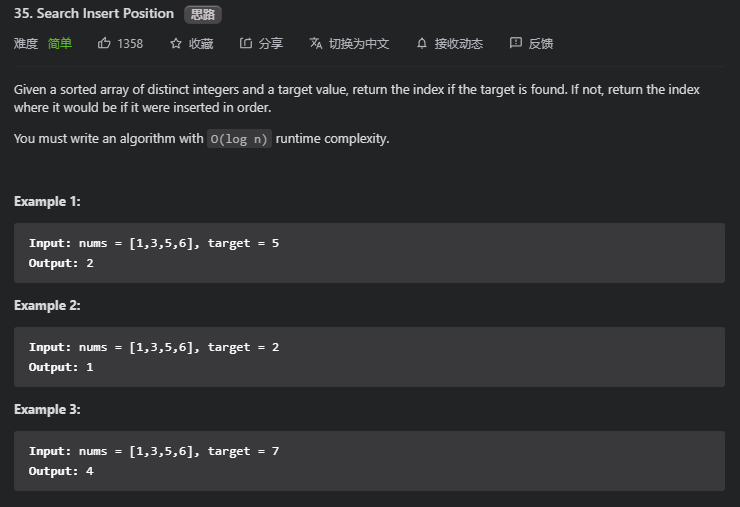 35. Search Insert Position 思路
难度 简单 1358 收藏 分享 切换为中文 接收动态 反馈
Given a sorted array of distinct integers and a target value, return the index if the target is found. If not, return the index
where it would be if it were inserted in order.
You must write an algorithm with O(log n) runtime complexity.
Example 1:
Input: nums = [1,3,5,6], target = 5
Output: 2
Example 2:
Input: nums = [1,3,5,6], target = 2
Output: 1
Example 3:
Input: nums = [1,3,5,6], target = 7
Output: 4